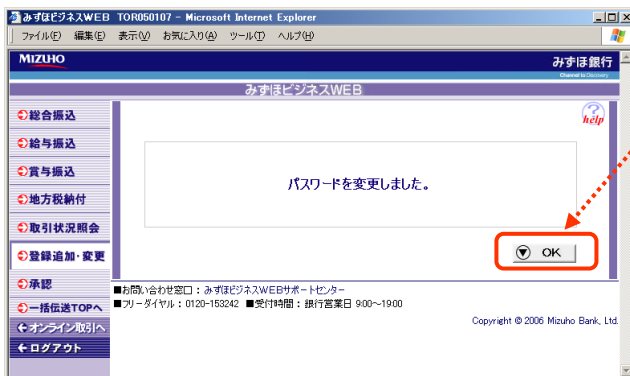 みずほビジネスWEB TOR050107 - Microsoft Internet Explorer
ファイル(F) 編集(E) 表示(V) お気に入り(A) ツール(T) ヘルプ(H)
MIZUHO
みずほ銀行
Channel to Discovery
みずほビジネスWEB
help
総合振込
給与振込
賞与振込
地方税納付
取引状況照会
登録追加・変更
承認
一括伝送TOPへ
オンライン取引へ
ログアウト
パスワードを変更しました。
OK
■お問い合わせ窓口：みずほビジネスWEBサポートセンター
■フリーダイヤル：0120-153242 ■受付時間：銀行営業日 9:00～19:00
Copyright © 2006 Mizuho Bank, Ltd.